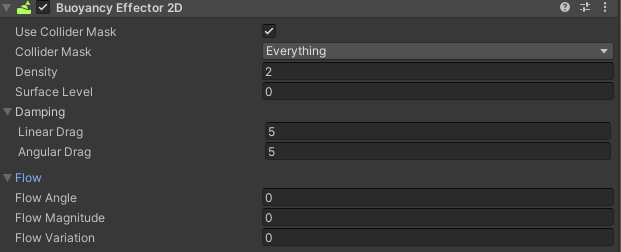 Buoyancy Effector 2D
Use Collider Mask
Collider Mask Everything
Density 2
Surface Level 0
Damping
Linear Drag 5
Angular Drag 5
Flow
Flow Angle 0
Flow Magnitude 0
Flow Variation 0